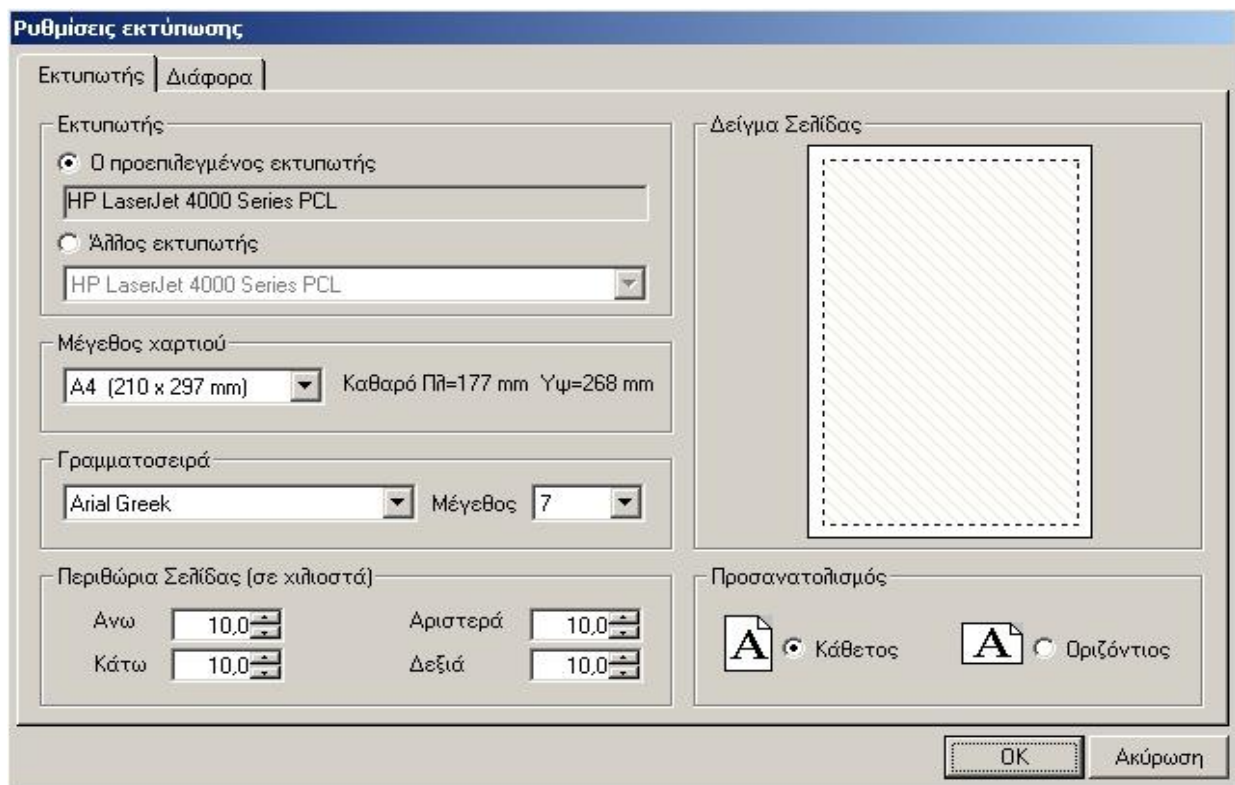 Ρυθμίσεις εκτύπωσης
Εκτυπωτής Διάφορα
Εκτυπωτής
Ο προεπιλεγμένος εκτυπωτής
HP LaserJet 4000 Series PCL
Άλλος εκτυπωτής
HP LaserJet 4000 Series PCL
Μέγεθος χαρτιού
A4 (210 x 297 mm) Καθαρό Πλ=177 mm Υψ=268 mm
Γραμματοσειρά
Arial Greek Μέγεθος 7
Περιθώρια Σελίδας (σε χιλιοστά)
Ανω 10,0 Αριστερά 10,0
Κάτω 10,0 Δεξιά 10,0
Δείγμα Σελίδας
Προσανατολισμός
A Κάθετος A Οριζόντιος
OK Ακύρωση